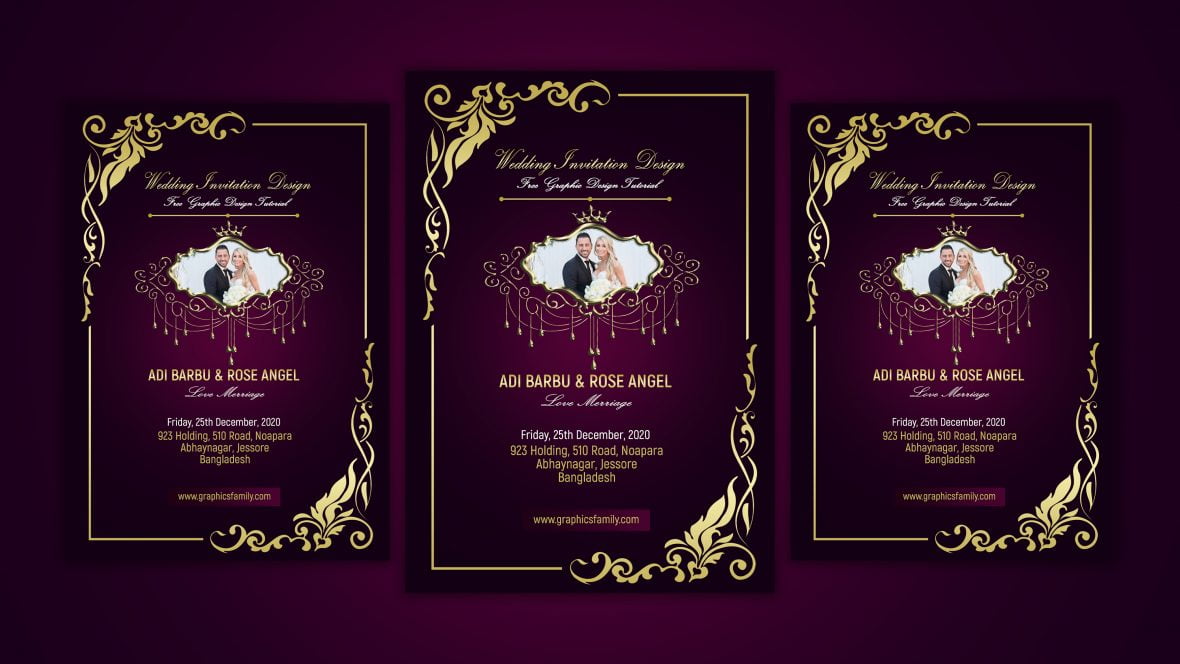 Wedding Invitation Design
Free Graphic Design Tutorial
ADI BARBU & ROSE ANGEL
Love Merriage
Friday, 25th December, 2020
923 Holding, 510 Road, Noapara
Abhaynagar, Jessore
Bangladesh
www.graphicsfamily.com
Wedding Invitation Design
Free Graphic Design Tutorial
ADI BARBU & ROSE ANGEL
Love Merriage
Friday, 25th December, 2020
923 Holding, 510 Road, Noapara
Abhaynagar, Jessore
Bangladesh
www.graphicsfamily.com
Wedding Invitation Design
Free Graphic Design Tutorial
ADI BARBU & ROSE ANGEL
Love Merriage
Friday, 25th December, 2020
923 Holding, 510 Road, Noapara
Abhaynagar, Jessore
Bangladesh
www.graphicsfamily.com